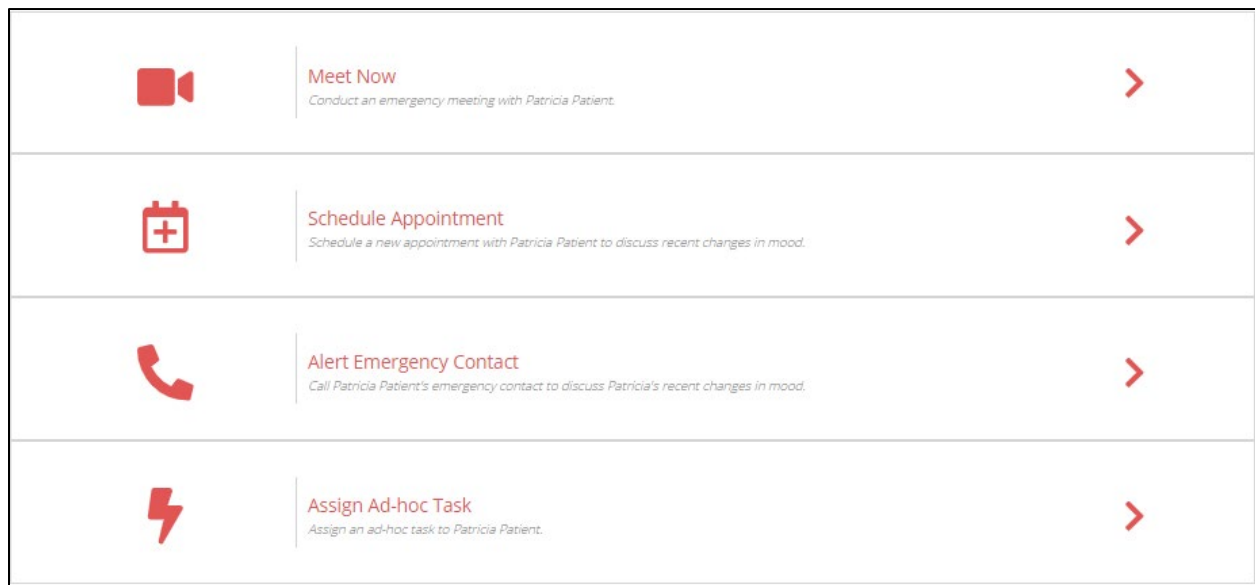 Meet Now
Conduct an emergency meeting with Patricia Patient.
Schedule Appointment
Schedule a new appointment with Patricia Patient to discuss recent changes in mood.
Alert Emergency Contact
Call Patricia Patient's emergency contact to discuss Patricia's recent changes in mood.
Assign Ad-hoc Task
Assign an ad-hoc task to Patricia Patient.